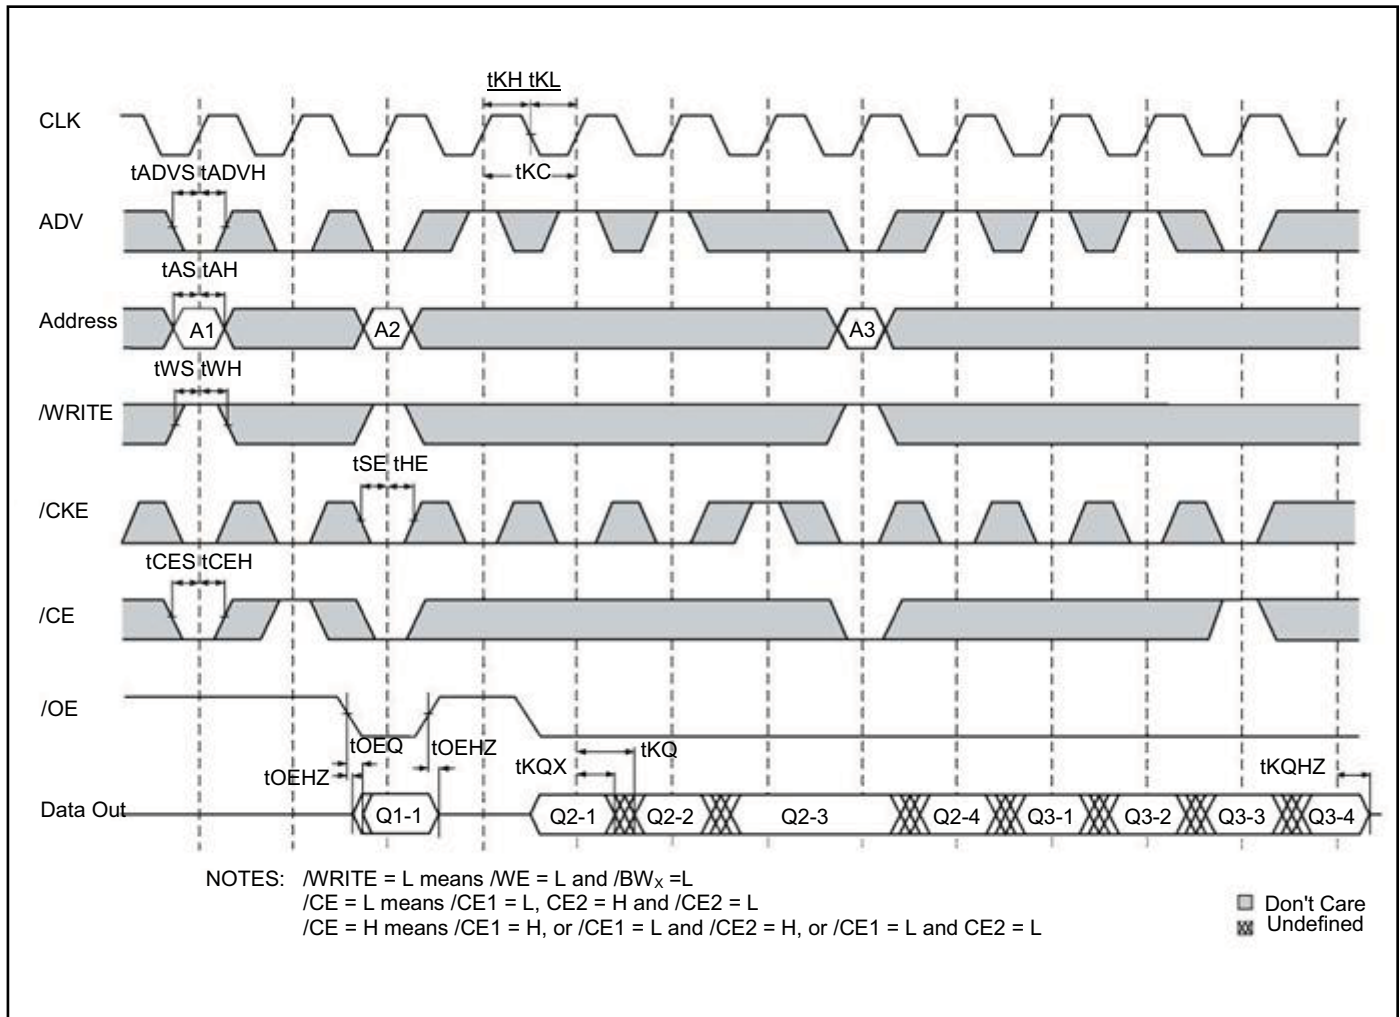 tKH tKL
CLK
tADVS tADVH
tKC
ADV
tAS tAH
Address
A1
A2
A3
tWS tWH
/WRITE
tSE tHE
/CKE
tCES tCEH
/CE
/OE
tOEQ
tOEHZ
tOEHZ
tKQX
tKQ
tKQHZ
Data Out
Q1-1
Q2-1
Q2-2
Q2-3
Q2-4
Q3-1
Q3-2
Q3-3
Q3-4
NOTES: /WRITE = L means /WE = L and /BWX =L
/CE = L means /CE1 = L, CE2 = H and /CE2 = L
/CE = H means /CE1 = H, or /CE1 = L and /CE2 = H, or /CE1 = L and CE2 = L
Don't Care
Undefined